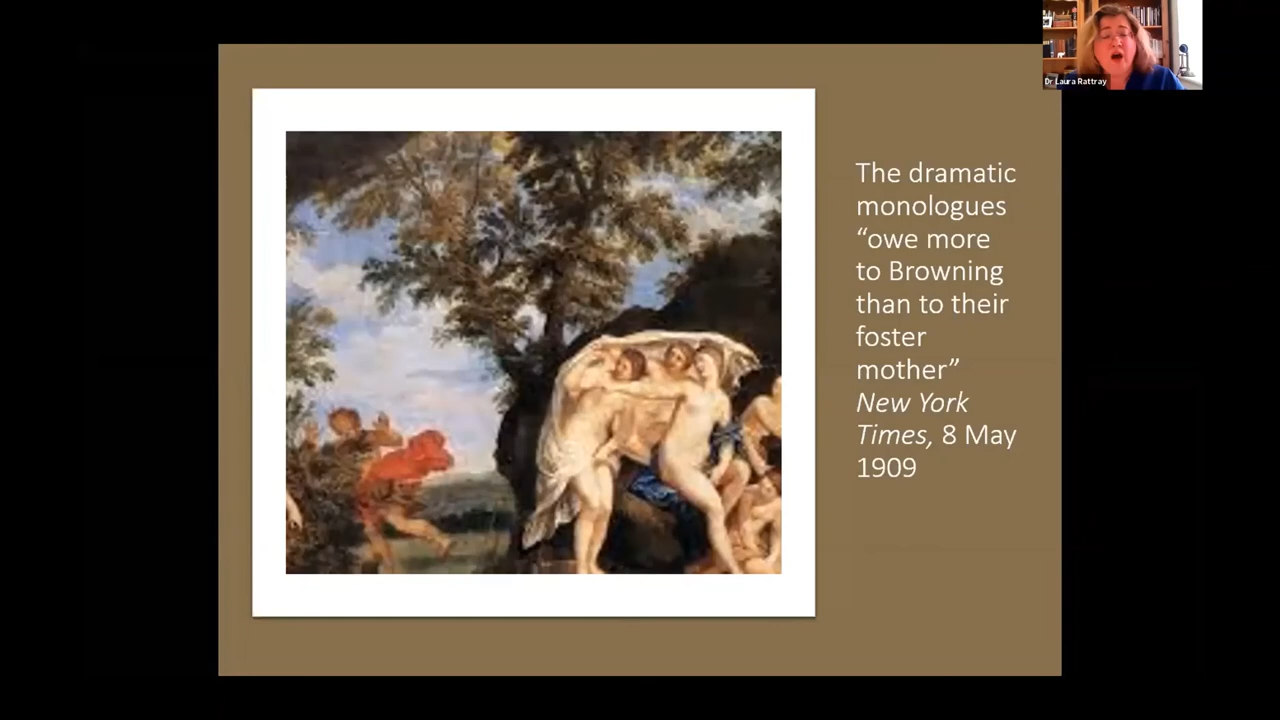 Dr Laura Rattray
The dramatic
monologues
“owe more
to Browning
than to their
foster
mother”
New York
Times, 8 May
1909